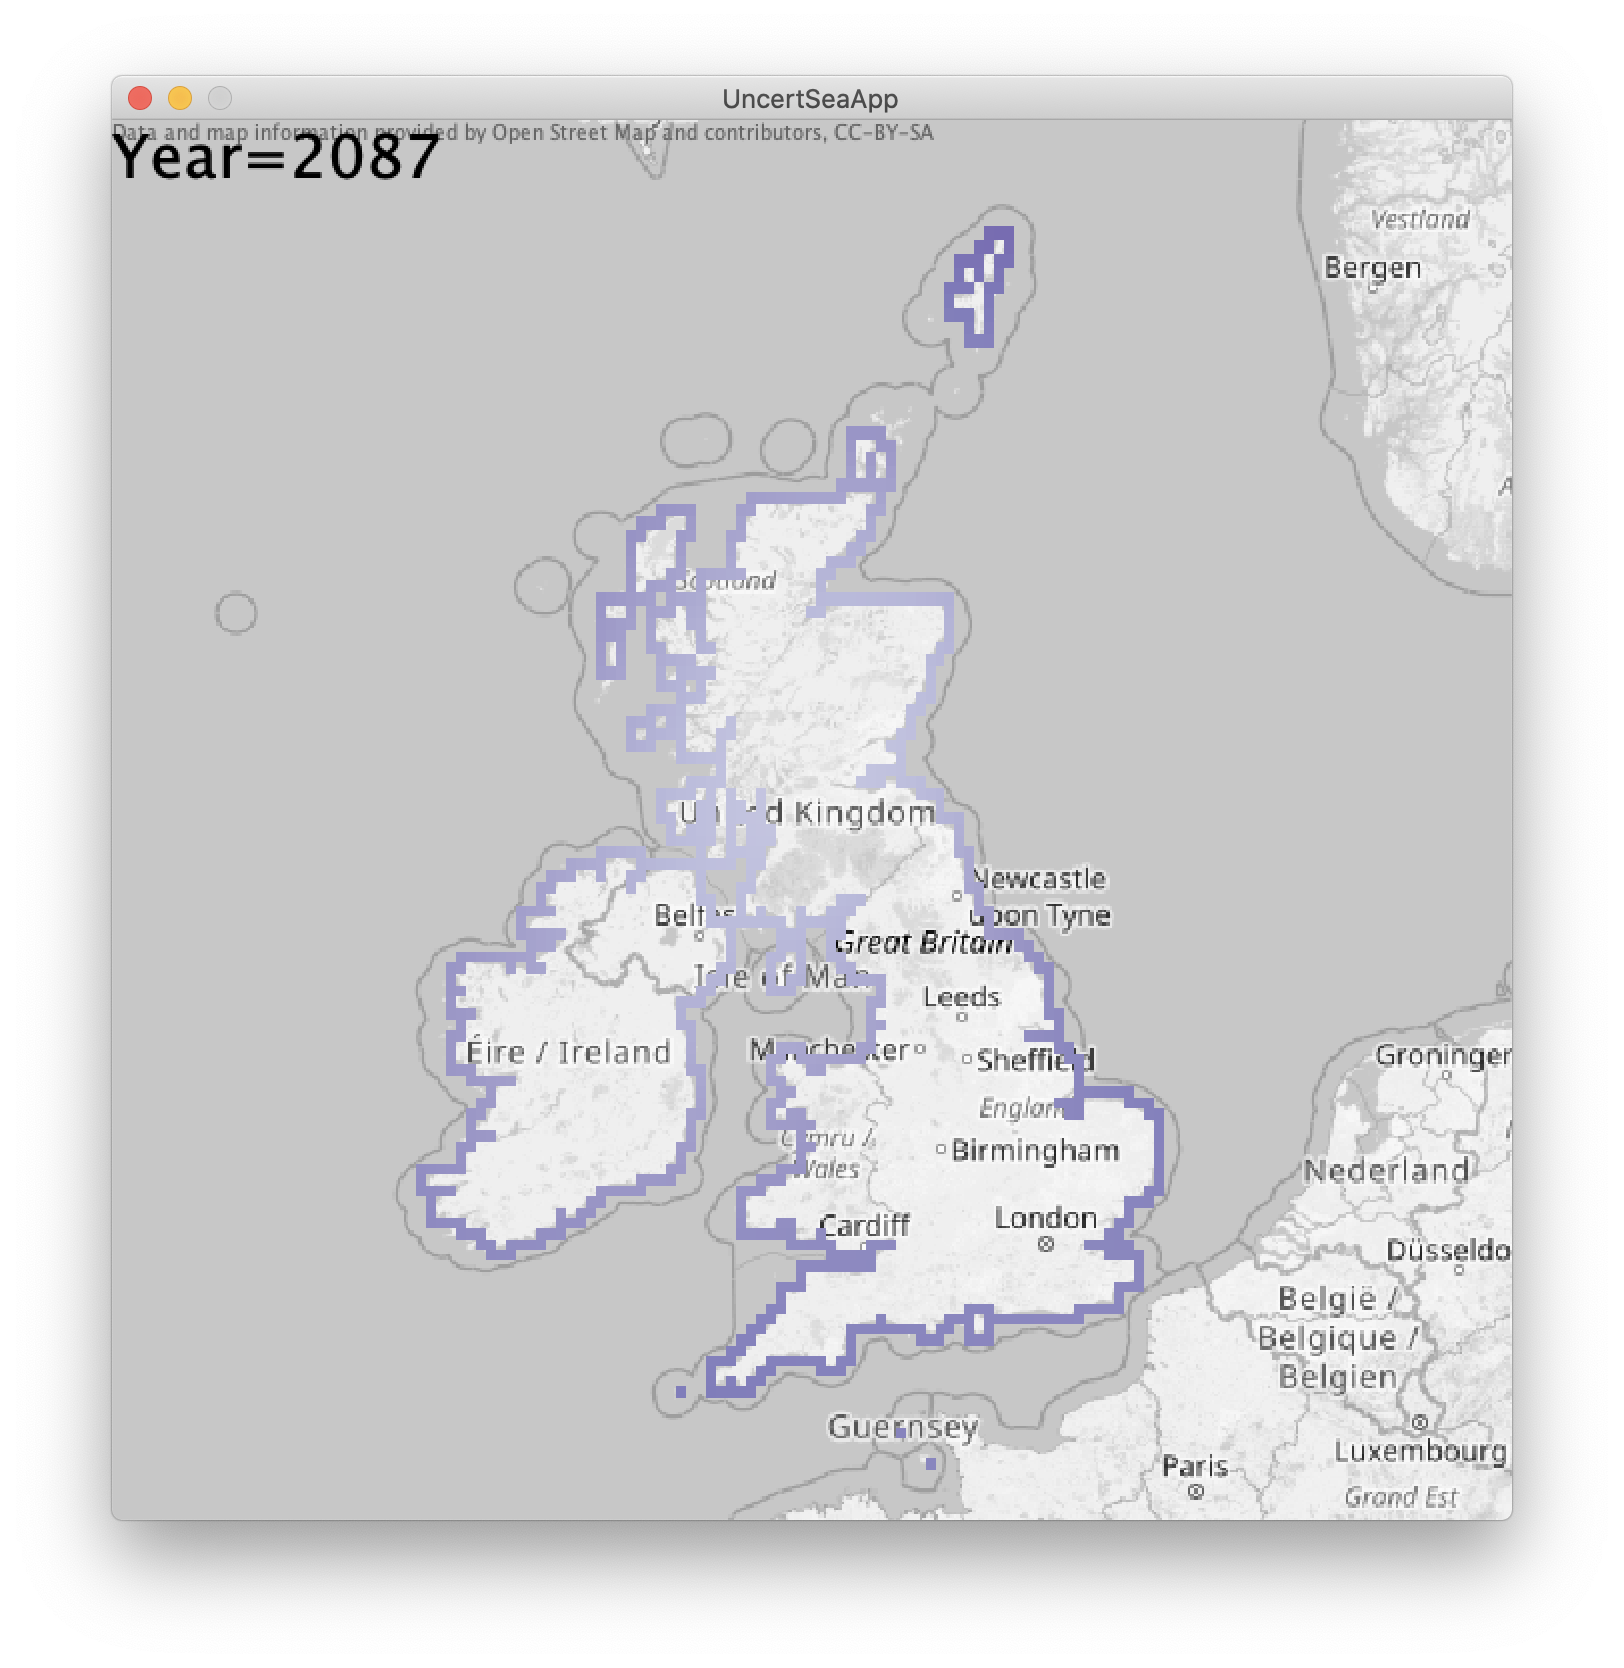 UncertSeaApp
Data and map information provided by Open Street Map and contributors, CC-BY-SA
Year=2087
Vestland
Bergen
A
Scotland
United Kingdom
Newcastle
upon Tyne
Belfas
Great Britain
Isle of Man
Leeds
Éire / Ireland
Manchester
Sheffield
Groninger
England
Cymru /
Wales
Birmingham
Nederland
Cardiff
London
Düsseldo
België /
Belgique /
Belgien
Guernsey
Luxembourg
Paris
Grand Est